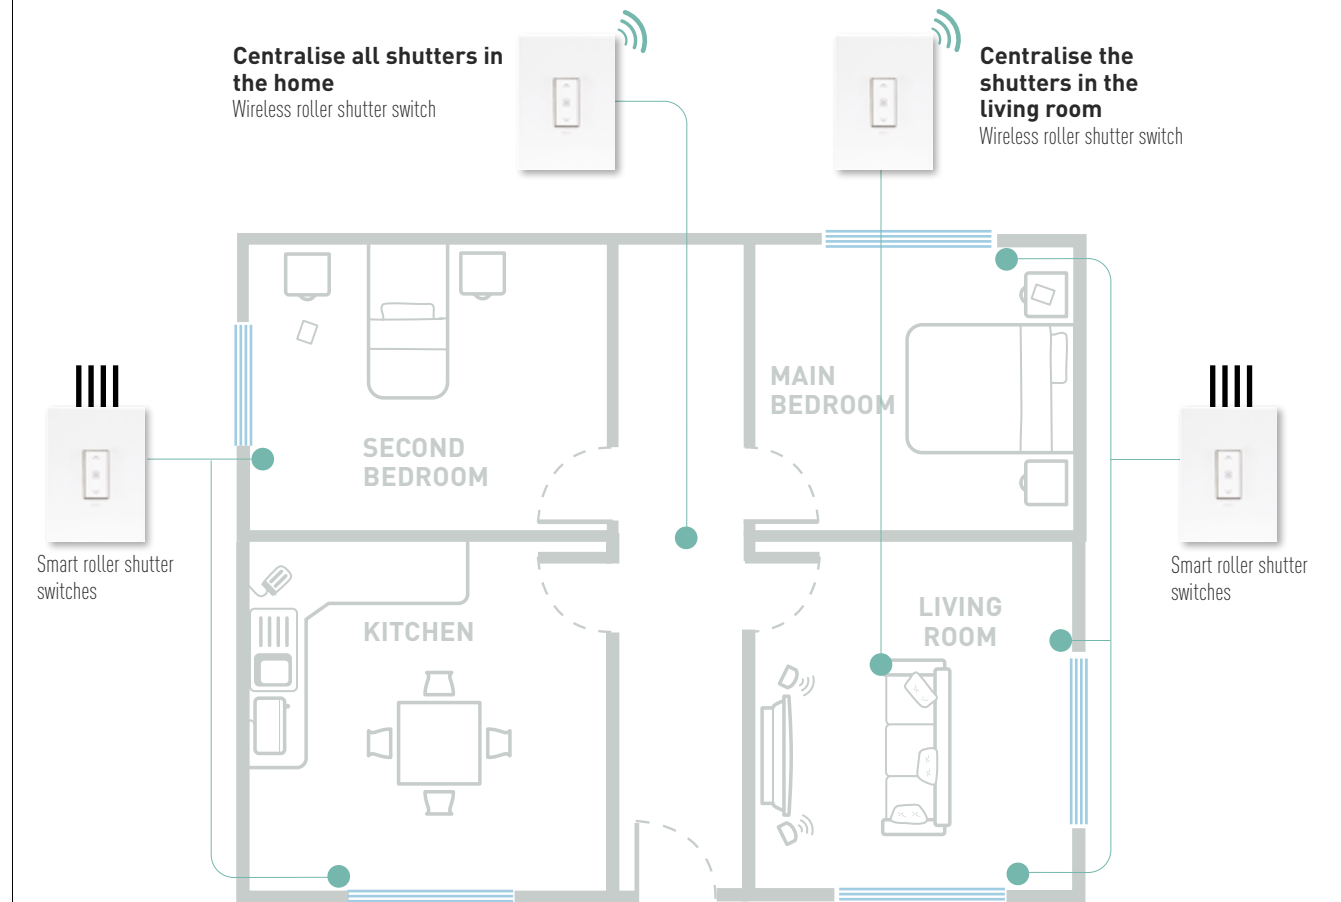 Centralise all shutters in
the home
Wireless roller shutter switch
Centralise the
shutters in the
living room
Wireless roller shutter switch
MAIN
BEDROOM
SECOND
BEDROOM
Smart roller shutter
switches
Smart roller shutter
switches
LIVING
ROOM
KITCHEN